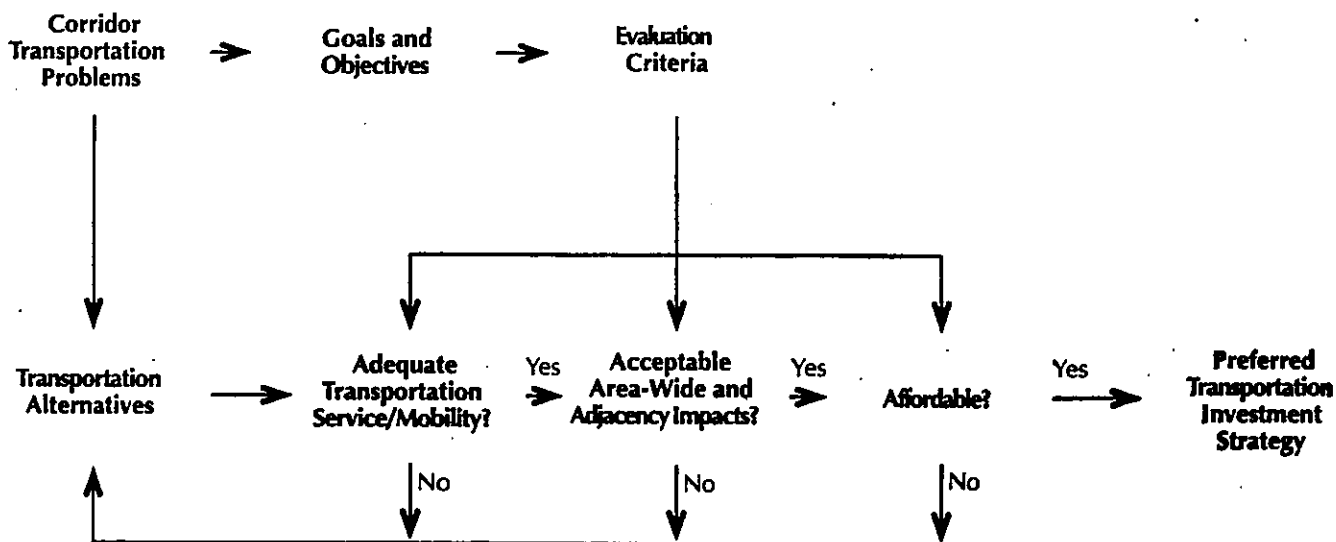 Corridor
Transportation
Problems
Goals and
Objectives
Evaluation
Criteria
Transportation
Alternatives
Adequate
Transportation
Service/Mobility?
Yes
Acceptable
Area-Wide and
Adjacency Impacts?
Yes
Affordable?
Yes
Preferred
Transportation
Investment
Strategy
No
No
No